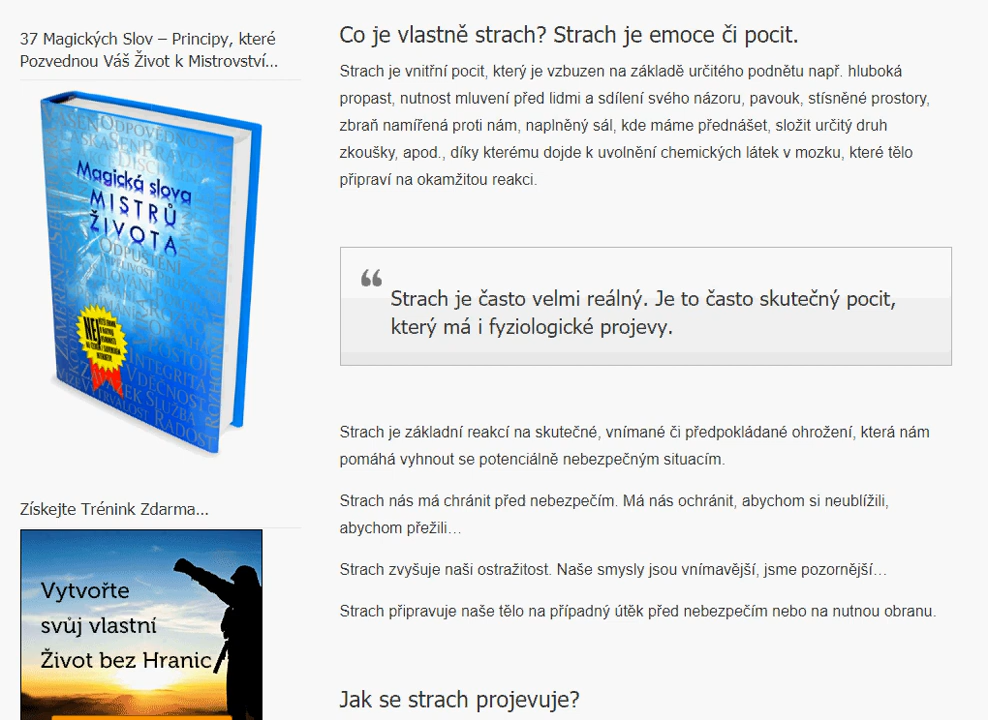 37 Magických Slov – Principy, které
Pozvednou Váš Život k Mistrovství...
Magická slova
MISTRŮ
ŽIVOTA
NEJ
Získejte Trénink Zdarma...
Vytvořte
svůj vlastní
Život bez Hranic
Co je vlastně strach? Strach je emoce či pocit.
Strach je vnitřní pocit, který je vzbuzen na základě určitého podnětu např. hluboká
propast, nutnost mluvení před lidmi a sdílení svého názoru, pavouk, stísněné prostory,
zbraň namířená proti nám, naplněný sál, kde máme přednášet, složit určitý druh
zkoušky, apod., díky kterému dojde k uvolnění chemických látek v mozku, které tělo
připraví na okamžitou reakci.
“ Strach je často velmi reálný. Je to často skutečný pocit,
který má i fyziologické projevy.
Strach je základní reakcí na skutečné, vnímané či předpokládané ohrožení, která nám
pomáhá vyhnout se potenciálně nebezpečným situacím.
Strach nás má chránit před nebezpečím. Má nás ochránit, abychom si neublížili,
abychom přežili…
Strach zvyšuje naši ostražitost. Naše smysly jsou vnímavější, jsme pozornější…
Strach připravuje naše tělo na případný útěk před nebezpečím nebo na nutnou obranu.
Jak se strach projevuje?